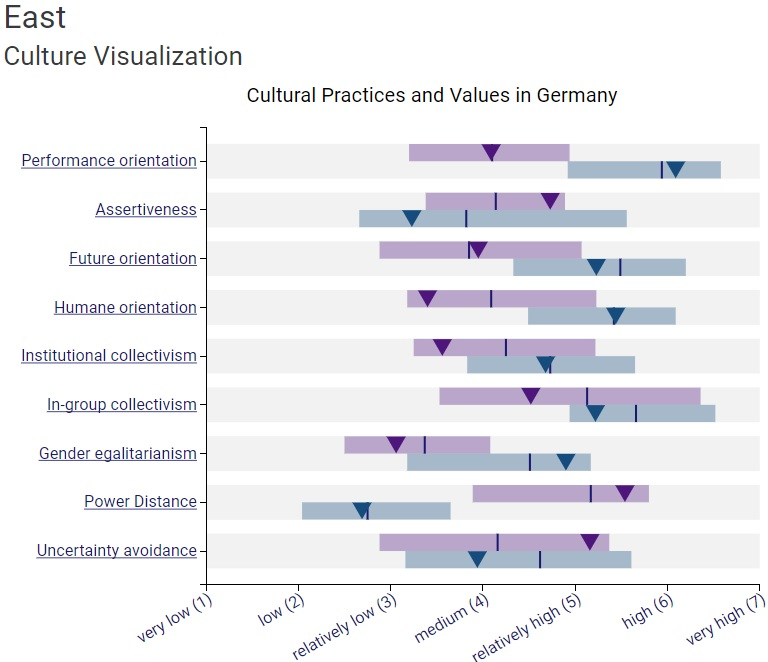 East
Culture Visualization
Cultural Practices and Values in Germany
Performance orientation
Assertiveness
Future orientation
Humane orientation
Institutional collectivism
In-group collectivism
Gender egalitarianism
Power Distance
Uncertainty avoidance
very low (1)
low (2)
relatively low (3)
medium (4)
relatively high (5)
high (6)
very high (7)